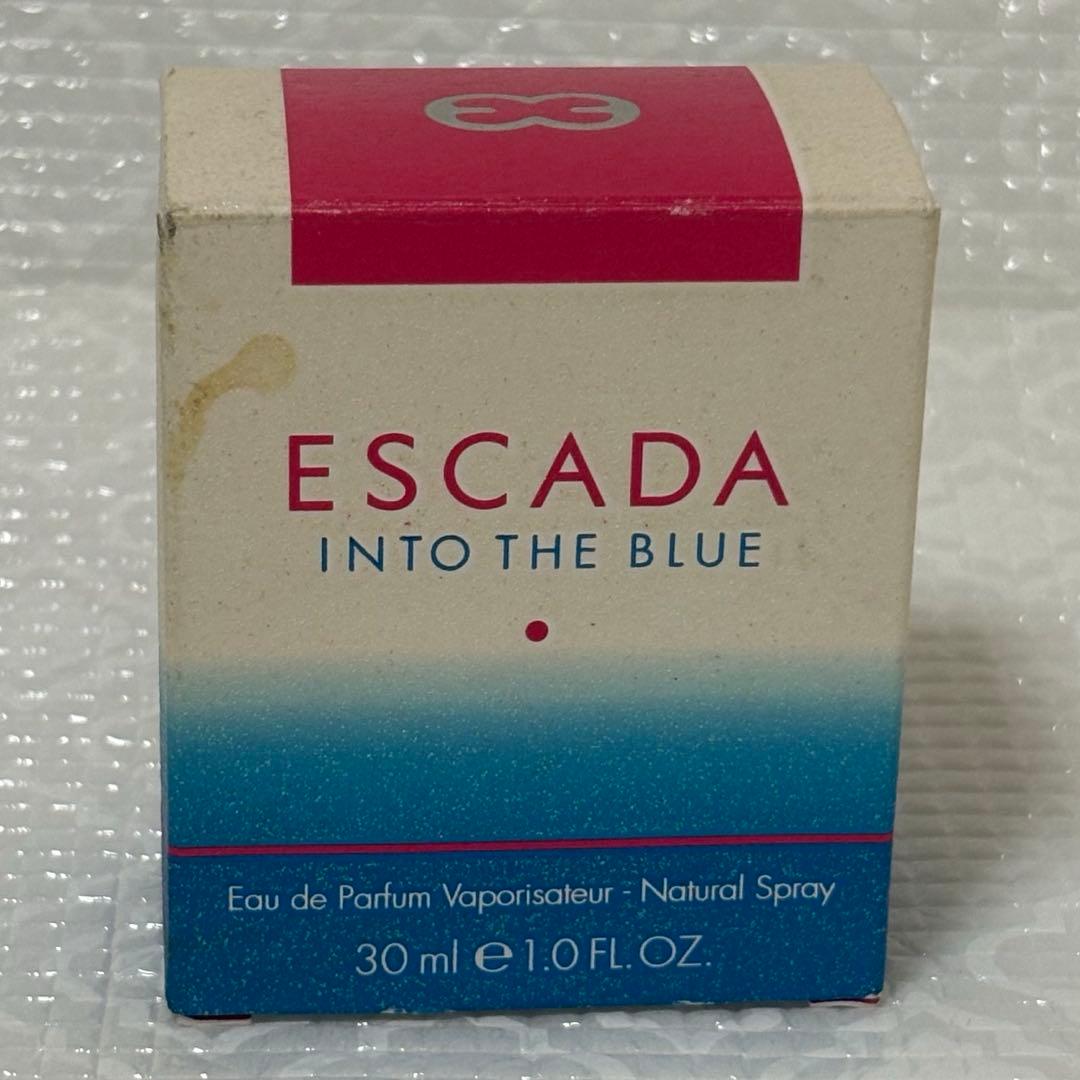 ESCADA
INTO THE BLUE
Eau de Parfum Vaporisateur - Natural Spray
30 ml ℮ 1.0 FL. OZ.